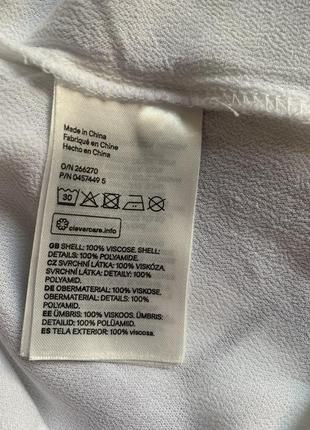 Made in China
Fabriqué en Chine
Hecho en China
O/N 266270
P/N 0457449 5
30
clevercare.info
GB SHELL: 100% VISCOSE. SHELL:
DETAILS: 100% POLYAMIDE.
CZ SVRCHNÍ LÁTKA: 100% VISKÓZA.
SVRCHNÍ LÁTKA: DETAILY: 100%
POLYAMID.
DE OBERMATERIAL: 100% VISKOSE.
OBERMATERIAL: DETAILS: 100%
POLYAMID.
EE ÜMBRIS: 100% VISKOOS. ÜMBRIS:
DETAILID: 100% POLÜAMIID.
ES TELA EXTERIOR: 100% viscosa.